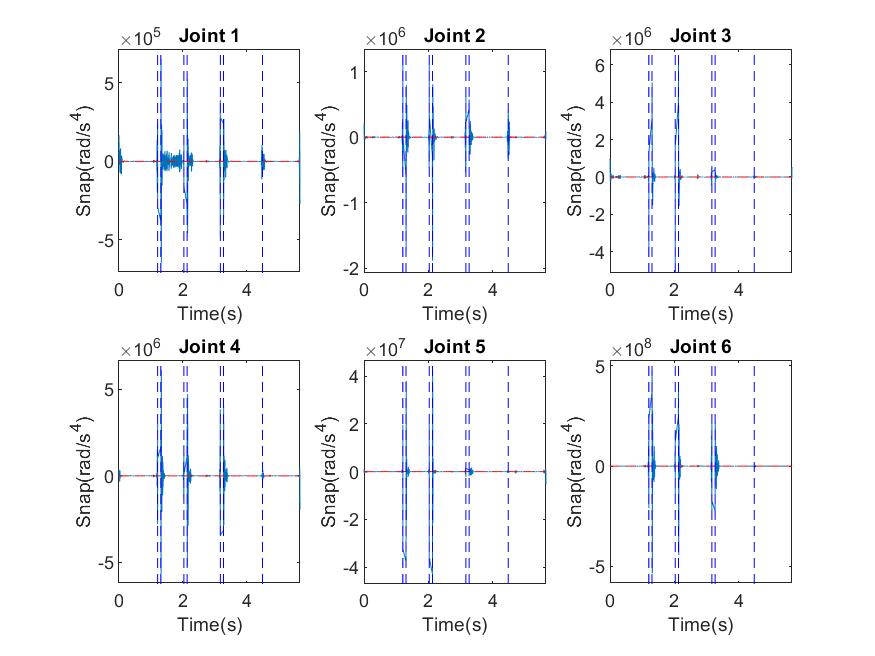 ×10^5 Joint 1
5
0
-5
Snap(rad/s^4)
0 2 4
Time(s)
×10^6 Joint 2
1
0
-1
-2
Snap(rad/s^4)
0 2 4
Time(s)
×10^6 Joint 3
6
4
2
0
-2
-4
Snap(rad/s^4)
0 2 4
Time(s)
×10^6 Joint 4
5
0
-5
Snap(rad/s^4)
0 2 4
Time(s)
×10^7 Joint 5
4
2
0
-2
-4
Snap(rad/s^4)
0 2 4
Time(s)
×10^8 Joint 6
5
0
-5
Snap(rad/s^4)
0 2 4
Time(s)